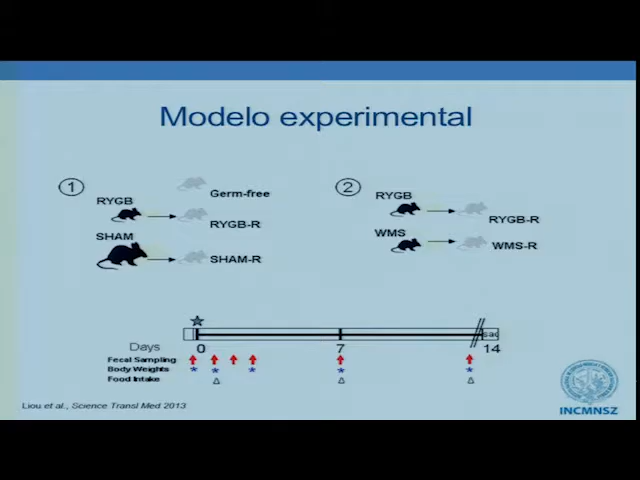 Modelo experimental
1
RYGB
Germ-free
RYGB-R
SHAM
SHAM-R
2
RYGB
RYGB-R
WMS
WMS-R
sac
Days 0 7 14
Fecal Sampling
Body Weights
Food Intake
Liou et al., Science Transl Med 2013
INCMNSZ